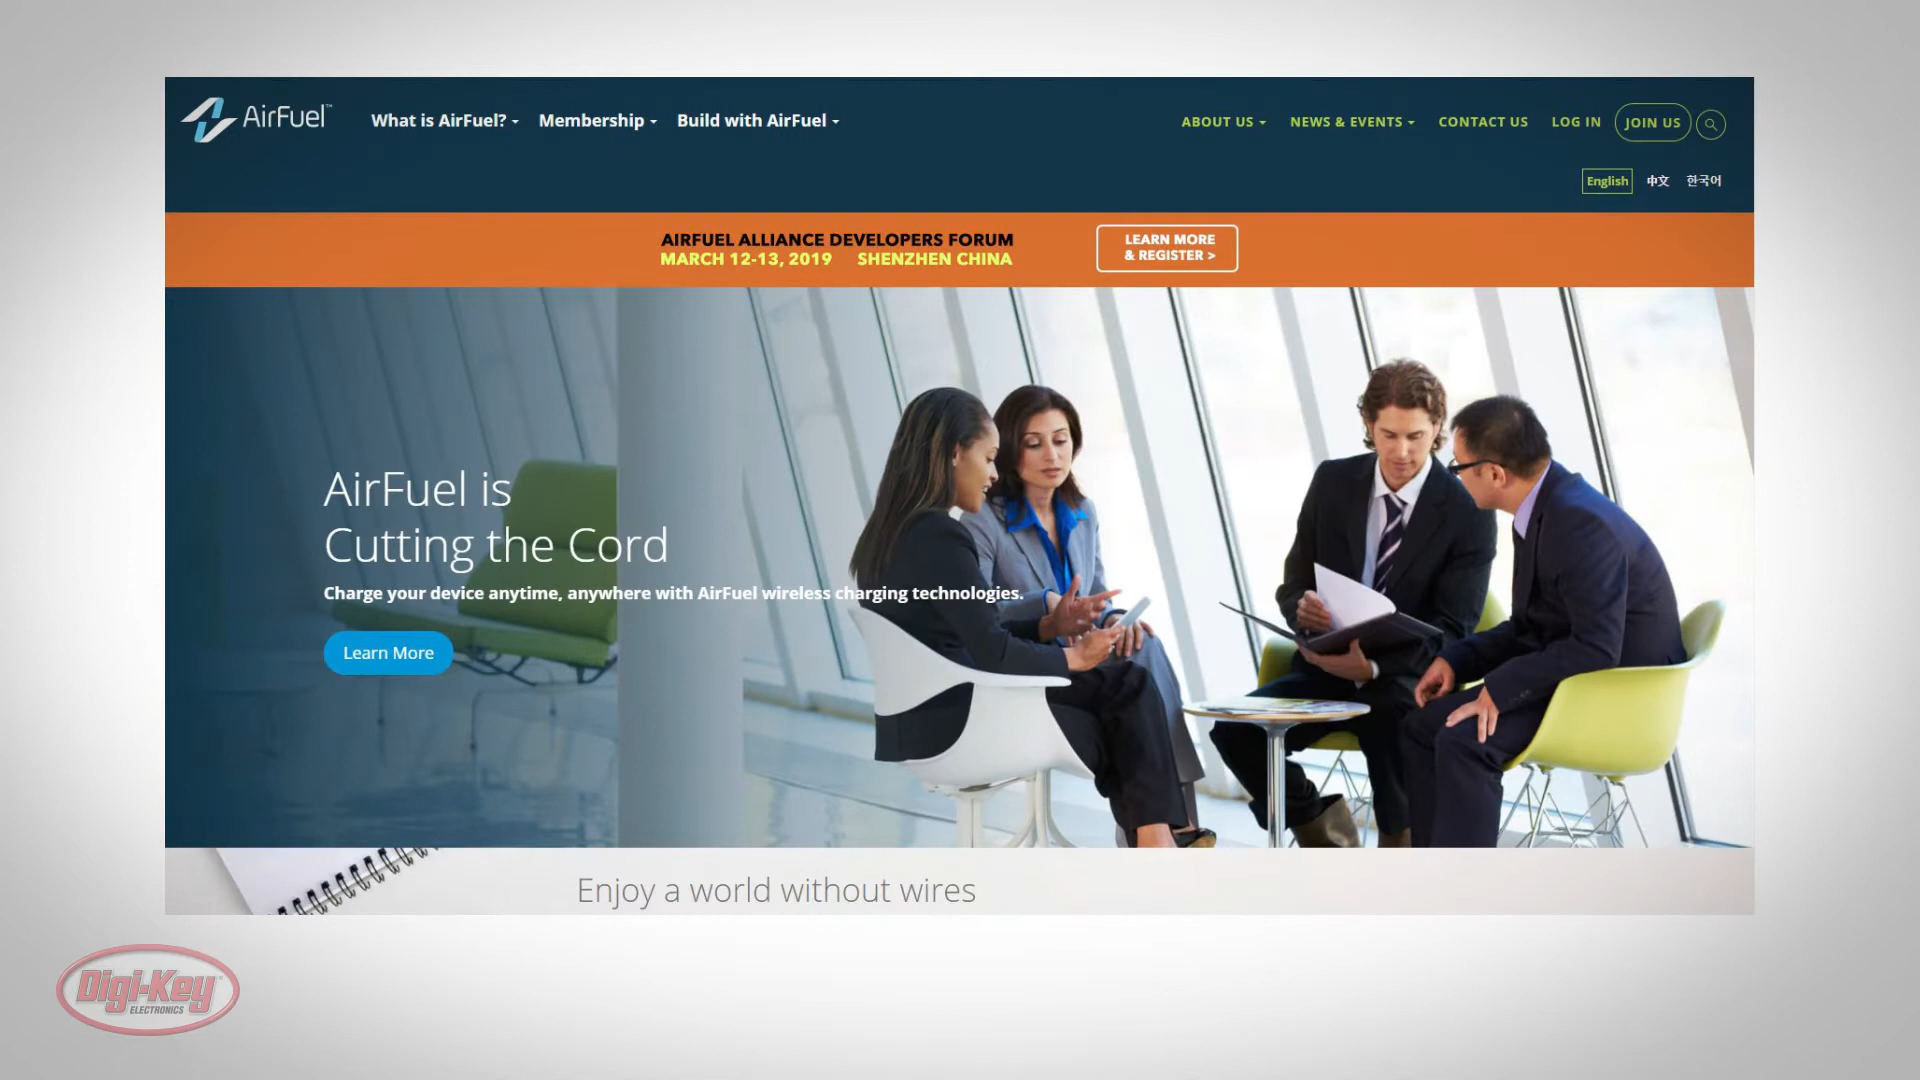 AirFuel™
What is AirFuel?
Membership
Build with AirFuel
ABOUT US
NEWS & EVENTS
CONTACT US
LOG IN
JOIN US
English
中文
한국어
AIRFUEL ALLIANCE DEVELOPERS FORUM
MARCH 12-13, 2019 SHENZHEN CHINA
LEARN MORE
& REGISTER >
AirFuel is
Cutting the Cord
Charge your device anytime, anywhere with AirFuel wireless charging technologies.
Learn More
Enjoy a world without wires
Digi-Key
ELECTRONICS